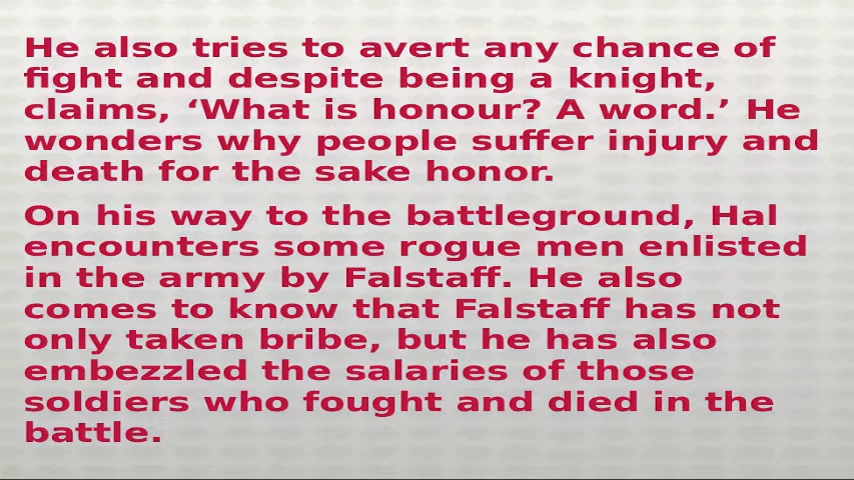 He also tries to avert any chance of
fight and despite being a knight,
claims, ‘What is honour? A word.’ He
wonders why people suffer injury and
death for the sake honor.
On his way to the battleground, Hal
encounters some rogue men enlisted
in the army by Falstaff. He also
comes to know that Falstaff has not
only taken bribe, but he has also
embezzled the salaries of those
soldiers who fought and died in the
battle.